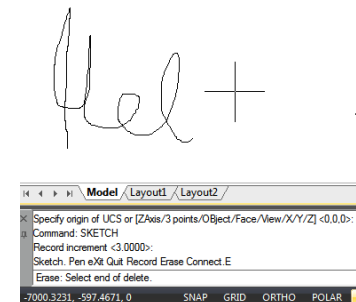 Model Layout1 Layout2
Specify origin of UCS or [ZAxis/3 points/OBject/Face/View/X/Y/Z] <0,0,0>:
Command: SKETCH
Record increment <3.0000>:
Sketch. Pen eXit Quit Record Erase Connect.E
Erase: Select end of delete.
-7000.3231, -597.4671, 0 SNAP GRID ORTHO POLAR